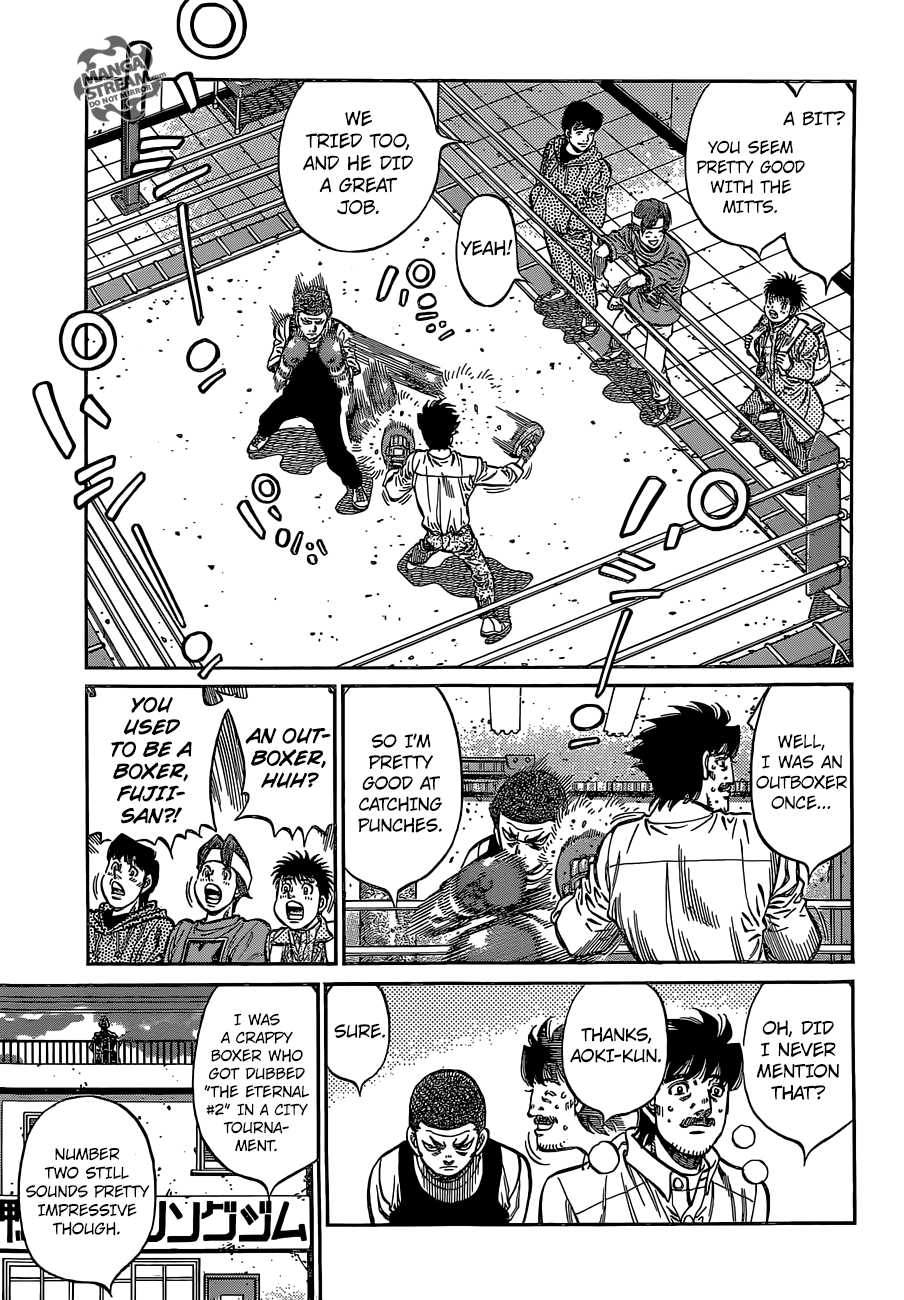 MANGA
STREAM.com
DO NOT MIRROR
A BIT?
YOU SEEM
PRETTY GOOD
WITH THE
MITTS.
WE
TRIED TOO,
AND HE DID
A GREAT
JOB.
YEAH!
WELL,
I WAS AN
OUTBOXER
ONCE...
SO I'M
PRETTY
GOOD AT
CATCHING
PUNCHES.
AN OUT-
BOXER,
HUH?
YOU
USED
TO BE A
BOXER,
FUJII-
SAN?!
OH, DID
I NEVER
MENTION
THAT?
THANKS,
AOKI-KUN.
SURE.
I WAS
A CRAPPY
BOXER WHO
GOT DUBBED
"THE ETERNAL
#2" IN A CITY
TOURNA-
MENT.
NUMBER
TWO STILL
SOUNDS PRETTY
IMPRESSIVE
THOUGH.
ングジム